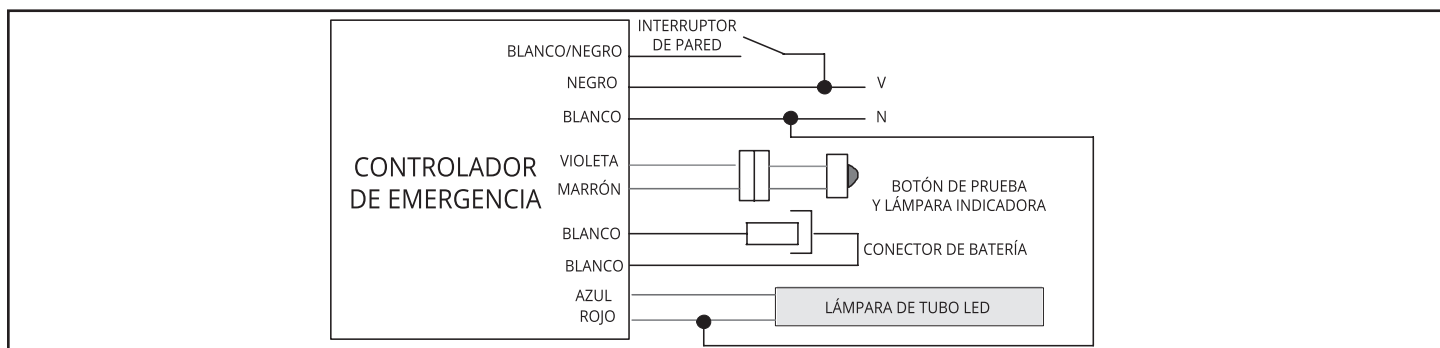 INTERRUPTOR
DE PARED
BLANCO/NEGRO
NEGRO
V
BLANCO
N
CONTROLADOR
DE EMERGENCIA
VIOLETA
MARRÓN
BOTÓN DE PRUEBA
Y LÁMPARA INDICADORA
BLANCO
CONECTOR DE BATERÍA
BLANCO
AZUL
ROJO
LÁMPARA DE TUBO LED